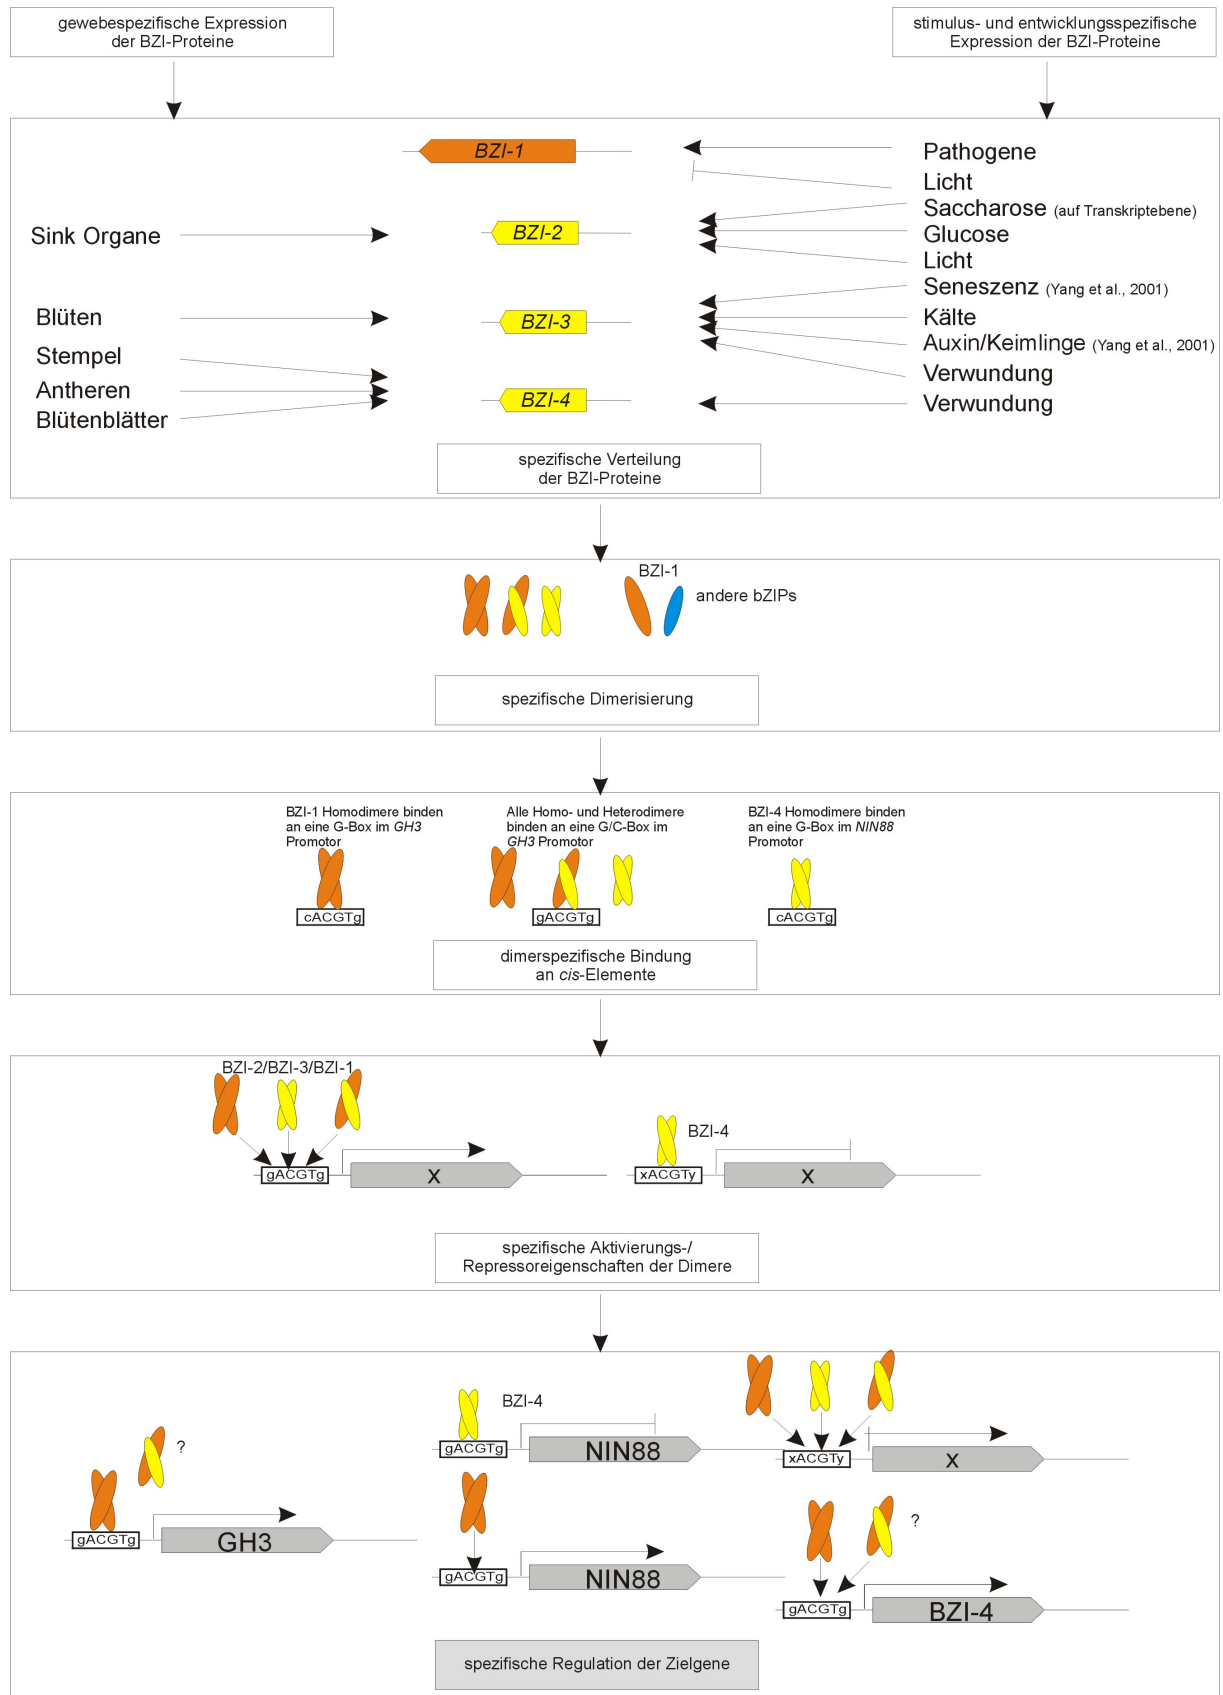 gewebespezifische Expression
der BZI-Proteine
stimulus- und entwicklungsspezifische
Expression der BZI-Proteine
BZI-1
Pathogene
Licht
Saccharose (auf Transkriptebene)
Sink Organe
BZI-2
Glucose
Licht
Seneszenz (Yang et al., 2001)
Blüten
BZI-3
Kälte
Auxin/Keimlinge (Yang et al., 2001)
Stempel
Verwundung
Antheren
BZI-4
Verwundung
Blütenblätter
spezifische Verteilung
der BZI-Proteine
BZI-1
andere bZIPs
spezifische Dimerisierung
BZI-1 Homodimere binden
an eine G-Box im GH3
Promotor
Alle Homo- und Heterodimere
binden an eine G/C-Box im
GH3 Promotor
BZI-4 Homodimere binden
an eine G-Box im NIN88
Promotor
cACGTg
gACGTg
cACGTg
dimerspezifische Bindung
an cis-Elemente
BZI-2/BZI-3/BZI-1
BZI-4
gACGTg
x
xACGTy
x
spezifische Aktivierungs-/
Repressoreigenschaften der Dimere
BZI-4
?
gACGTg
NIN88
xACGTy
x
gACGTg
GH3
?
gACGTg
NIN88
gACGTg
BZI-4
spezifische Regulation der Zielgene